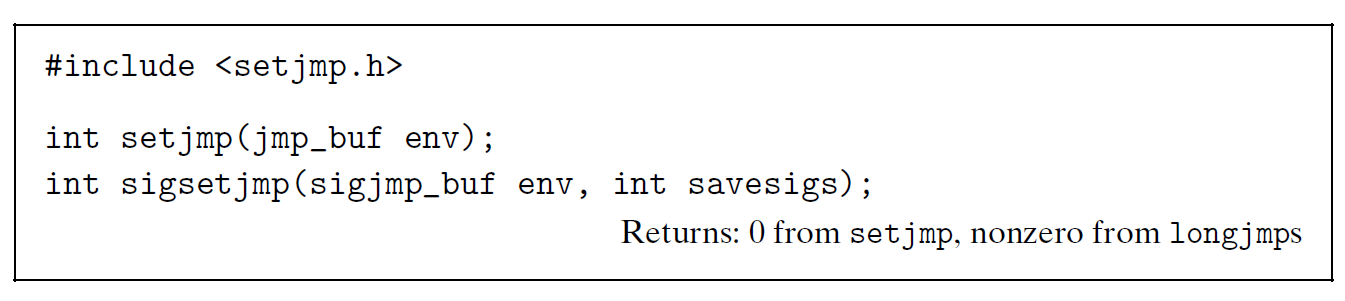 #include <setjmp.h>
int setjmp(jmp_buf env);
int sigsetjmp(sigjmp_buf env, int savesigs);
Returns: 0 from setjmp, nonzero from longjmps